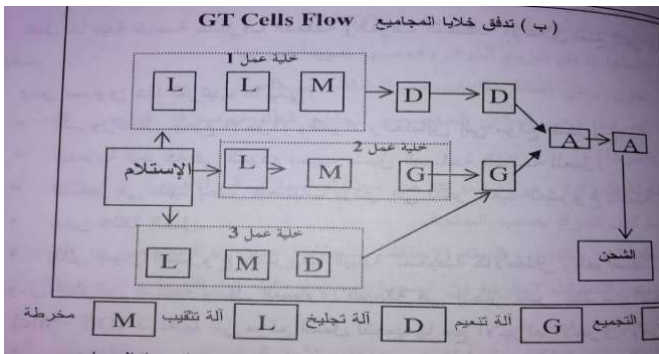 ( ب ) تدفق خلايا المجاميع GT Cells Flow
خلية عمل 1
L L M D D
خلية عمل 2
الإستلام L M G G A A
خلية عمل 3
L M D
الشحن
مخرطة M آلة تثقيب L آلة تجليخ D آلة تنعيم G التجميع